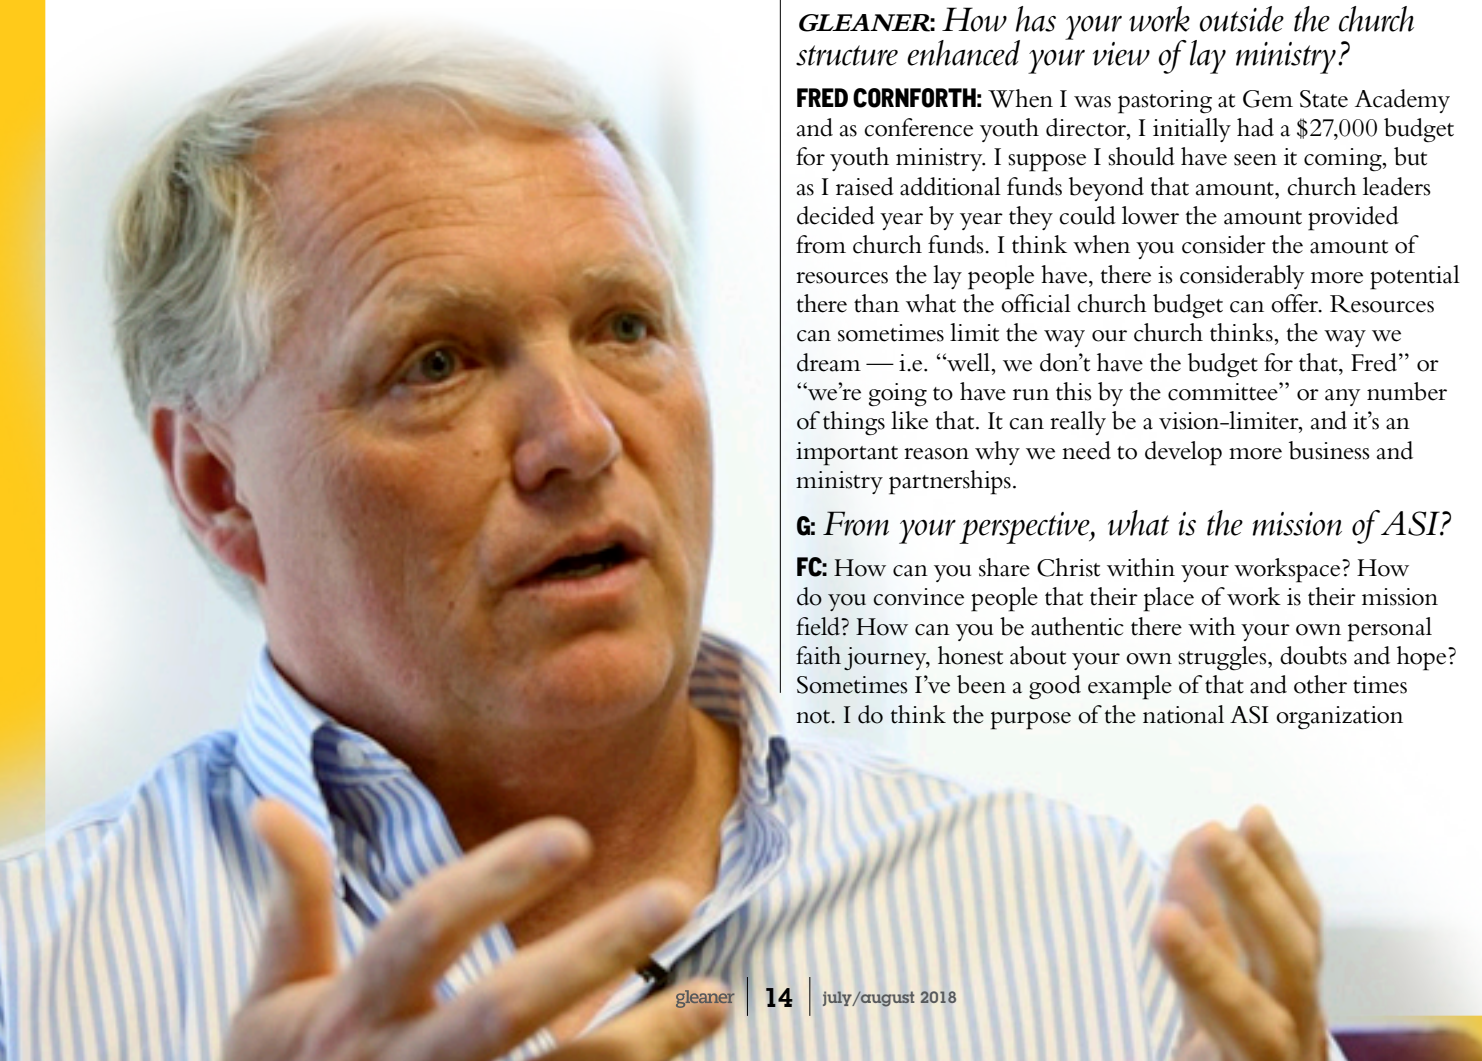 GLEANER: How has your work outside the church
structure enhanced your view of lay ministry?
FRED CORNFORTH: When I was pastoring at Gem State Academy
and as conference youth director, I initially had a $27,000 budget
for youth ministry. I suppose I should have seen it coming, but
as I raised additional funds beyond that amount, church leaders
decided year by year they could lower the amount provided
from church funds. I think when you consider the amount of
resources the lay people have, there is considerably more potential
there than what the official church budget can offer. Resources
can sometimes limit the way our church thinks, the way we
dream — i.e. “well, we don’t have the budget for that, Fred” or
“we’re going to have run this by the committee” or any number
of things like that. It can really be a vision-limiter, and it’s an
important reason why we need to develop more business and
ministry partnerships.
G: From your perspective, what is the mission of ASI?
FC: How can you share Christ within your workspace? How
do you convince people that their place of work is their mission
field? How can you be authentic there with your own personal
faith journey, honest about your own struggles, doubts and hope?
Sometimes I’ve been a good example of that and other times
not. I do think the purpose of the national ASI organization
gleaner 14 july/august 2018